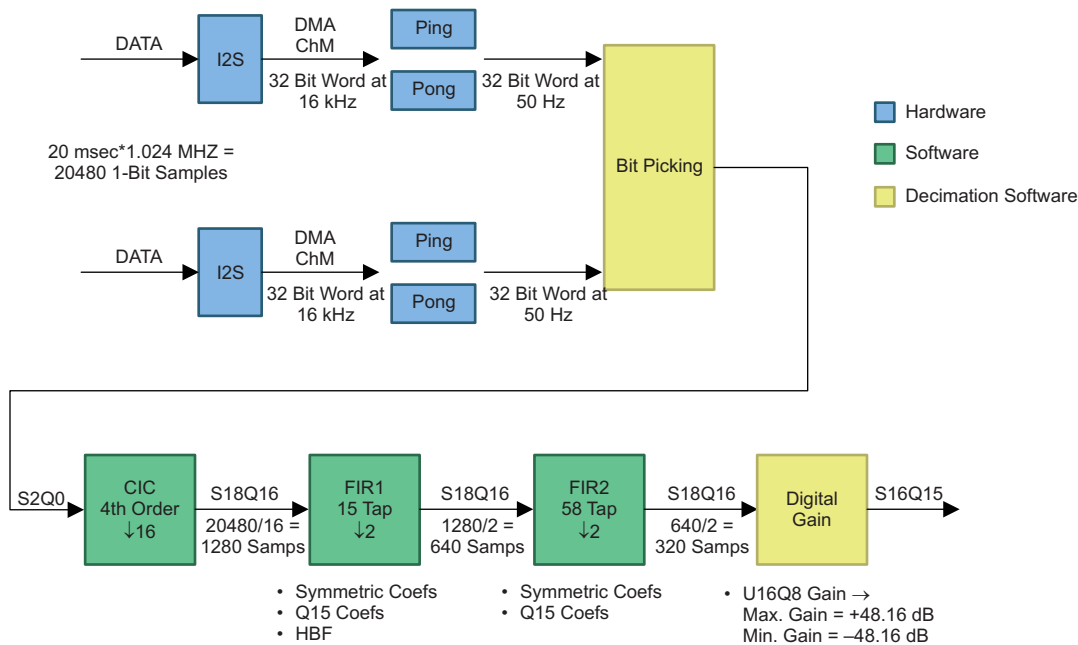 DATA
I2S
DMA
ChM
32 Bit Word at
16 kHz
Ping
Pong
32 Bit Word at
50 Hz
Bit Picking
Hardware
Software
Decimation Software
20 msec*1.024 MHZ =
20480 1-Bit Samples
DATA
I2S
DMA
ChM
32 Bit Word at
16 kHz
Ping
Pong
32 Bit Word at
50 Hz
S2Q0
CIC
4th Order
↓16
S18Q16
20480/16 =
1280 Samps
FIR1
15 Tap
↓2
S18Q16
1280/2 =
640 Samps
FIR2
58 Tap
↓2
S18Q16
640/2 =
320 Samps
Digital
Gain
S16Q15
• Symmetric Coefs
• Q15 Coefs
• HBF
• Symmetric Coefs
• Q15 Coefs
• U16Q8 Gain →
Max. Gain = +48.16 dB
Min. Gain = –48.16 dB